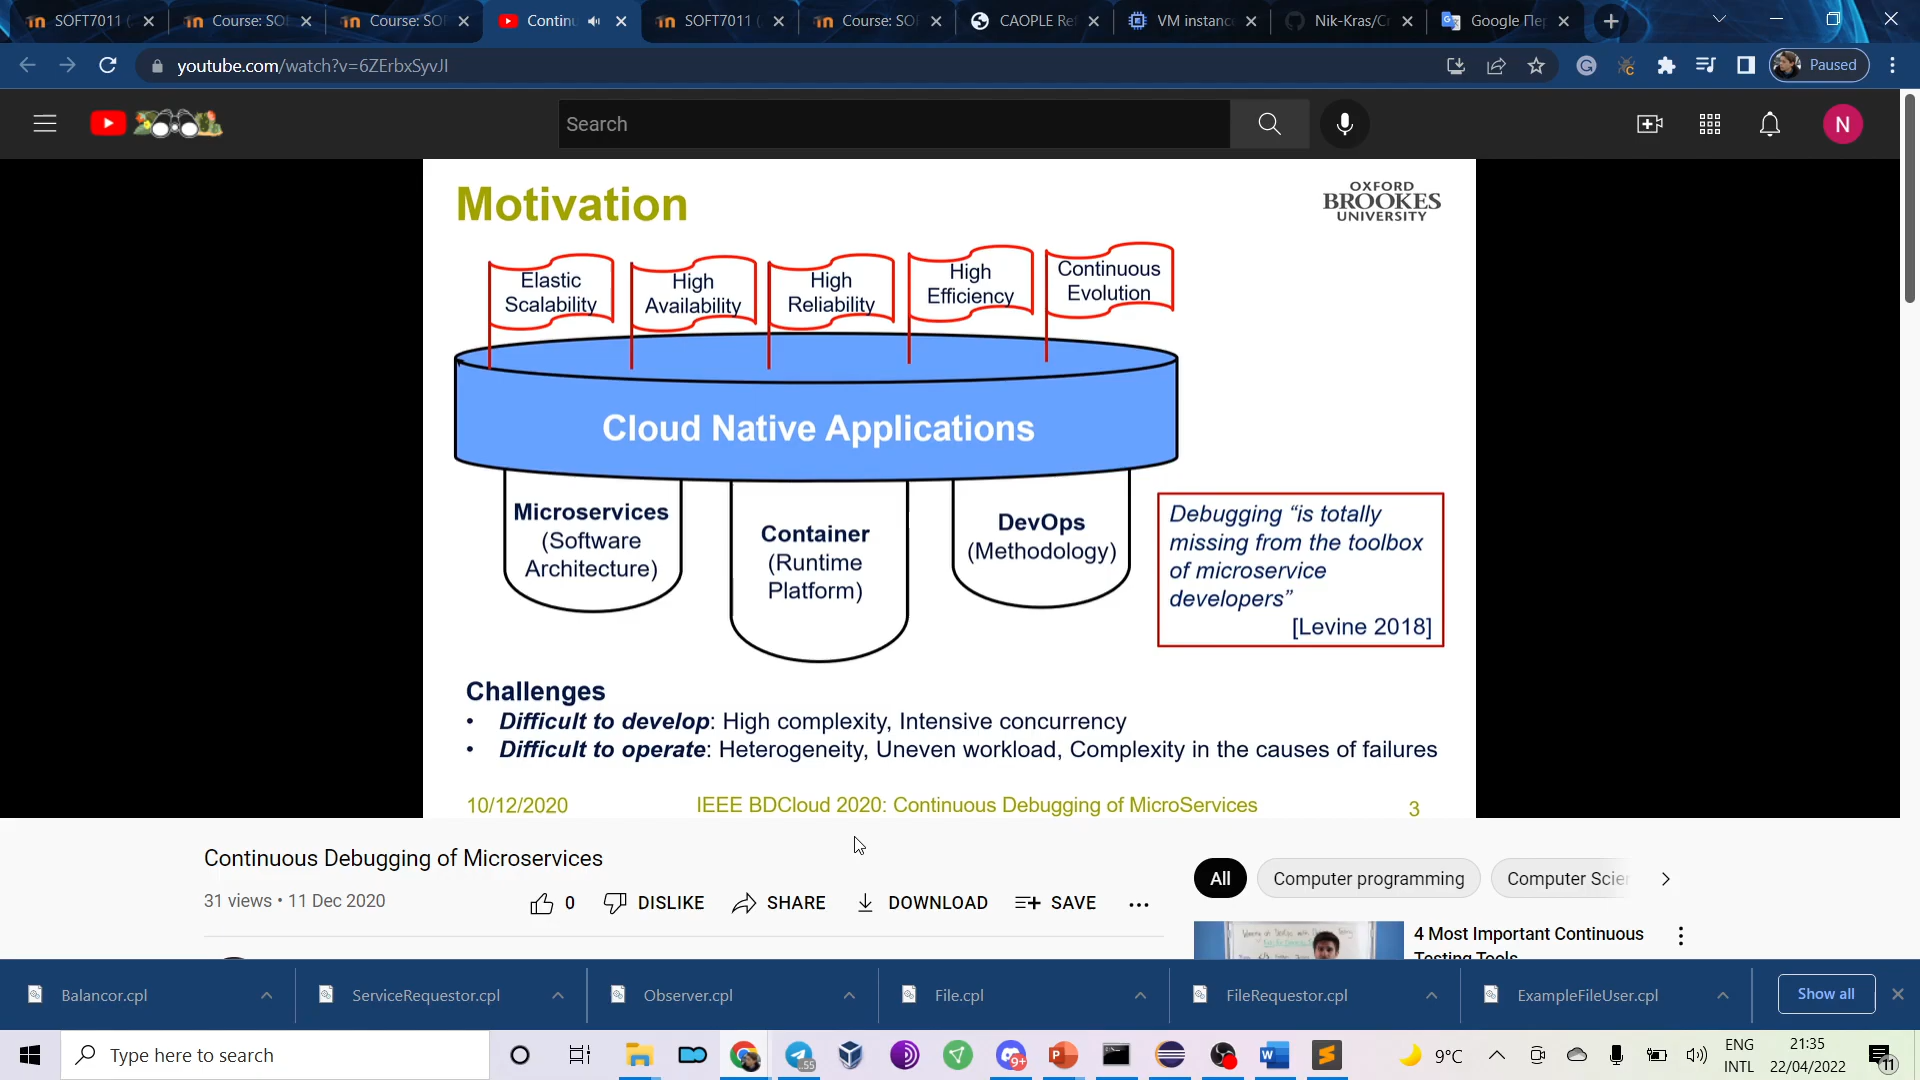 SOFT7011 (
Course: SO
Course: SO
Continu
SOFT7011 (
Course: SO
CAOPLE Re
VM instanc
Nik-Kras/Cr
Google Пер
youtube.com/watch?v=6ZErbxSyvJI
Paused
Search
N
Motivation
OXFORD
BROOKES
UNIVERSITY
Elastic
Scalability
High
Availability
High
Reliability
High
Efficiency
Continuous
Evolution
Cloud Native Applications
Microservices
(Software
Architecture)
Container
(Runtime
Platform)
DevOps
(Methodology)
Debugging “is totally
missing from the toolbox
of microservice
developers”
[Levine 2018]
Challenges
• Difficult to develop: High complexity, Intensive concurrency
• Difficult to operate: Heterogeneity, Uneven workload, Complexity in the causes of failures
10/12/2020 IEEE BDCloud 2020: Continuous Debugging of MicroServices 3
Continuous Debugging of Microservices
31 views • 11 Dec 2020
0 DISLIKE SHARE DOWNLOAD SAVE
All Computer programming Computer Scien
4 Most Important Continuous
Testing Tools
Balancor.cpl ServiceRequestor.cpl Observer.cpl File.cpl FileRequestor.cpl ExampleFileUser.cpl Show all
Type here to search
55
9+
9°C
ENG
INTL
21:35
22/04/2022
11